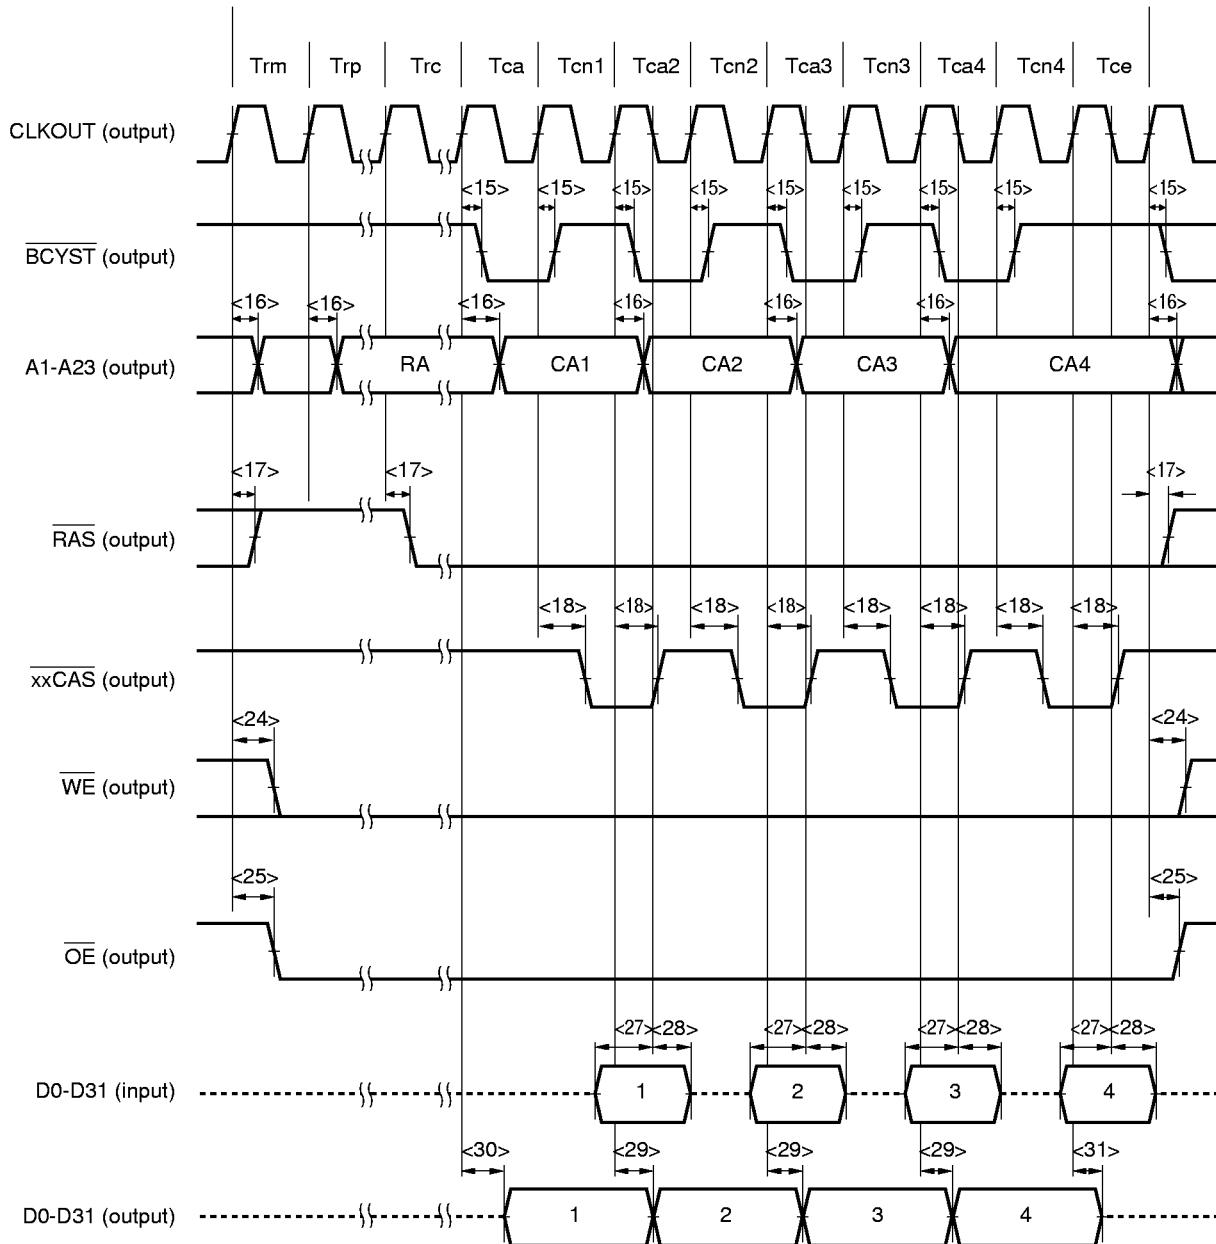 Trm Trp Trc Tca Tcn1 Tca2 Tcn2 Tca3 Tcn3 Tca4 Tcn4 Tce
CLKOUT (output)
<15> <15> <15> <15> <15> <15> <15> <15> <15>
BCYST (output)
<16> <16> <16> <16> <16> <16> <16>
A1-A23 (output) RA CA1 CA2 CA3 CA4
<17> <17> <17>
RAS (output)
<18> <18> <18> <18> <18> <18> <18> <18>
xxCAS (output)
<24> <24>
WE (output)
<25> <25>
OE (output)
<27> <28> <27> <28> <27> <28> <27> <28>
D0-D31 (input) 1 2 3 4
<30> <29> <29> <29> <31>
D0-D31 (output) 1 2 3 4